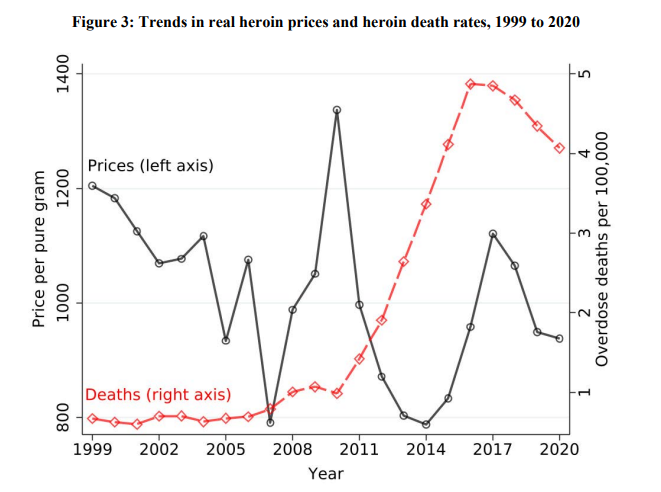 Figure 3: Trends in real heroin prices and heroin death rates, 1999 to 2020
Price per pure gram
1400
1200
1000
800
Prices (left axis)
Deaths (right axis)
5
4
3
2
1
Overdose deaths per 100,000
1999 2002 2005 2008 2011 2014 2017 2020
Year